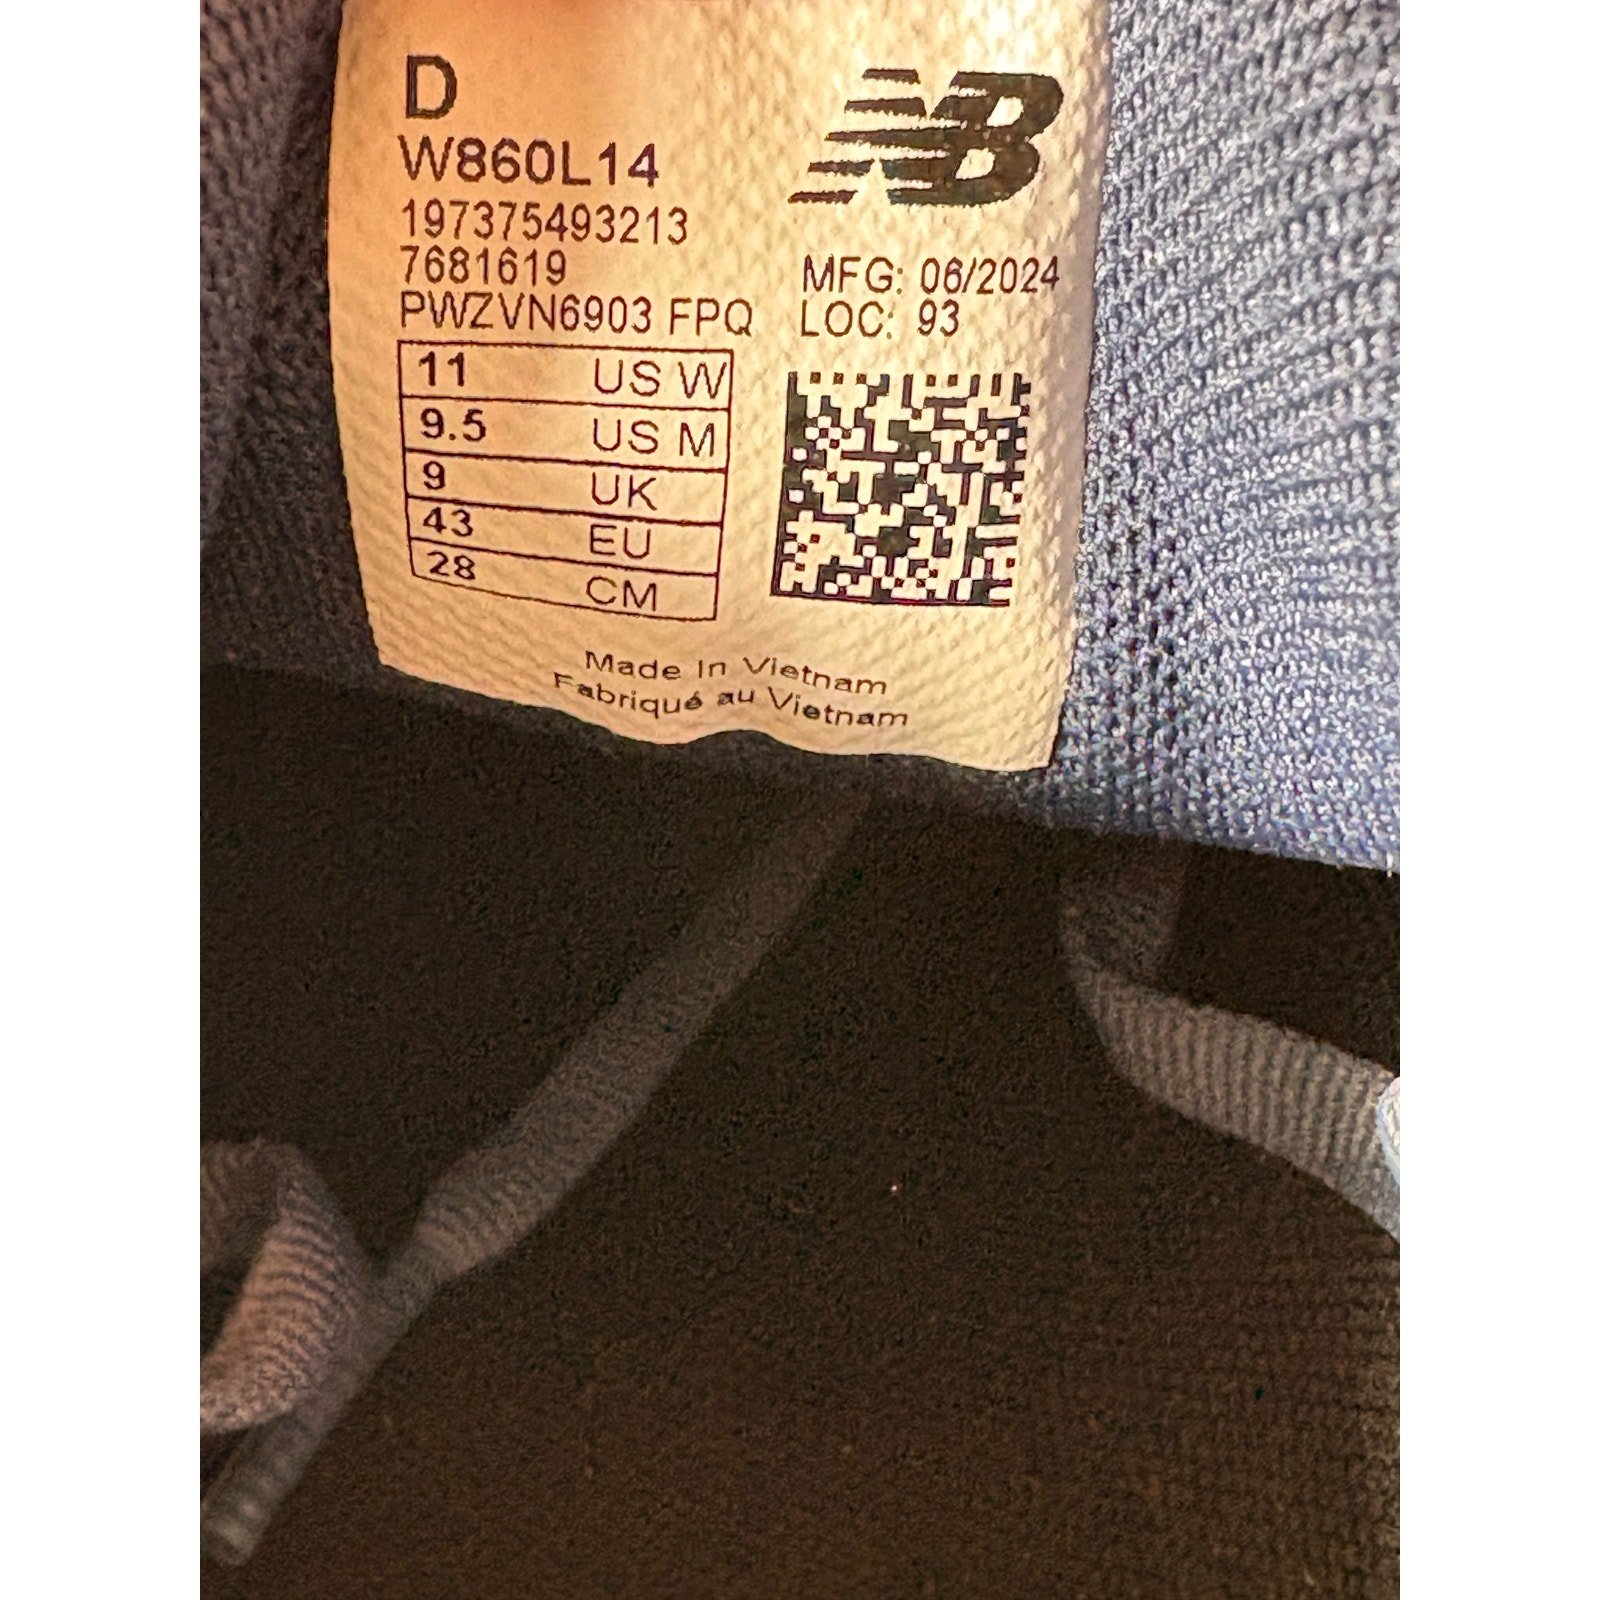 D
W860L14
197375493213
7681619
PWZVN6903 FPQ
NB
MFG: 06/2024
LOC: 93
11 US W
9.5 US M
9 UK
43 EU
28 CM
Made In Vietnam
Fabriqué au Vietnam